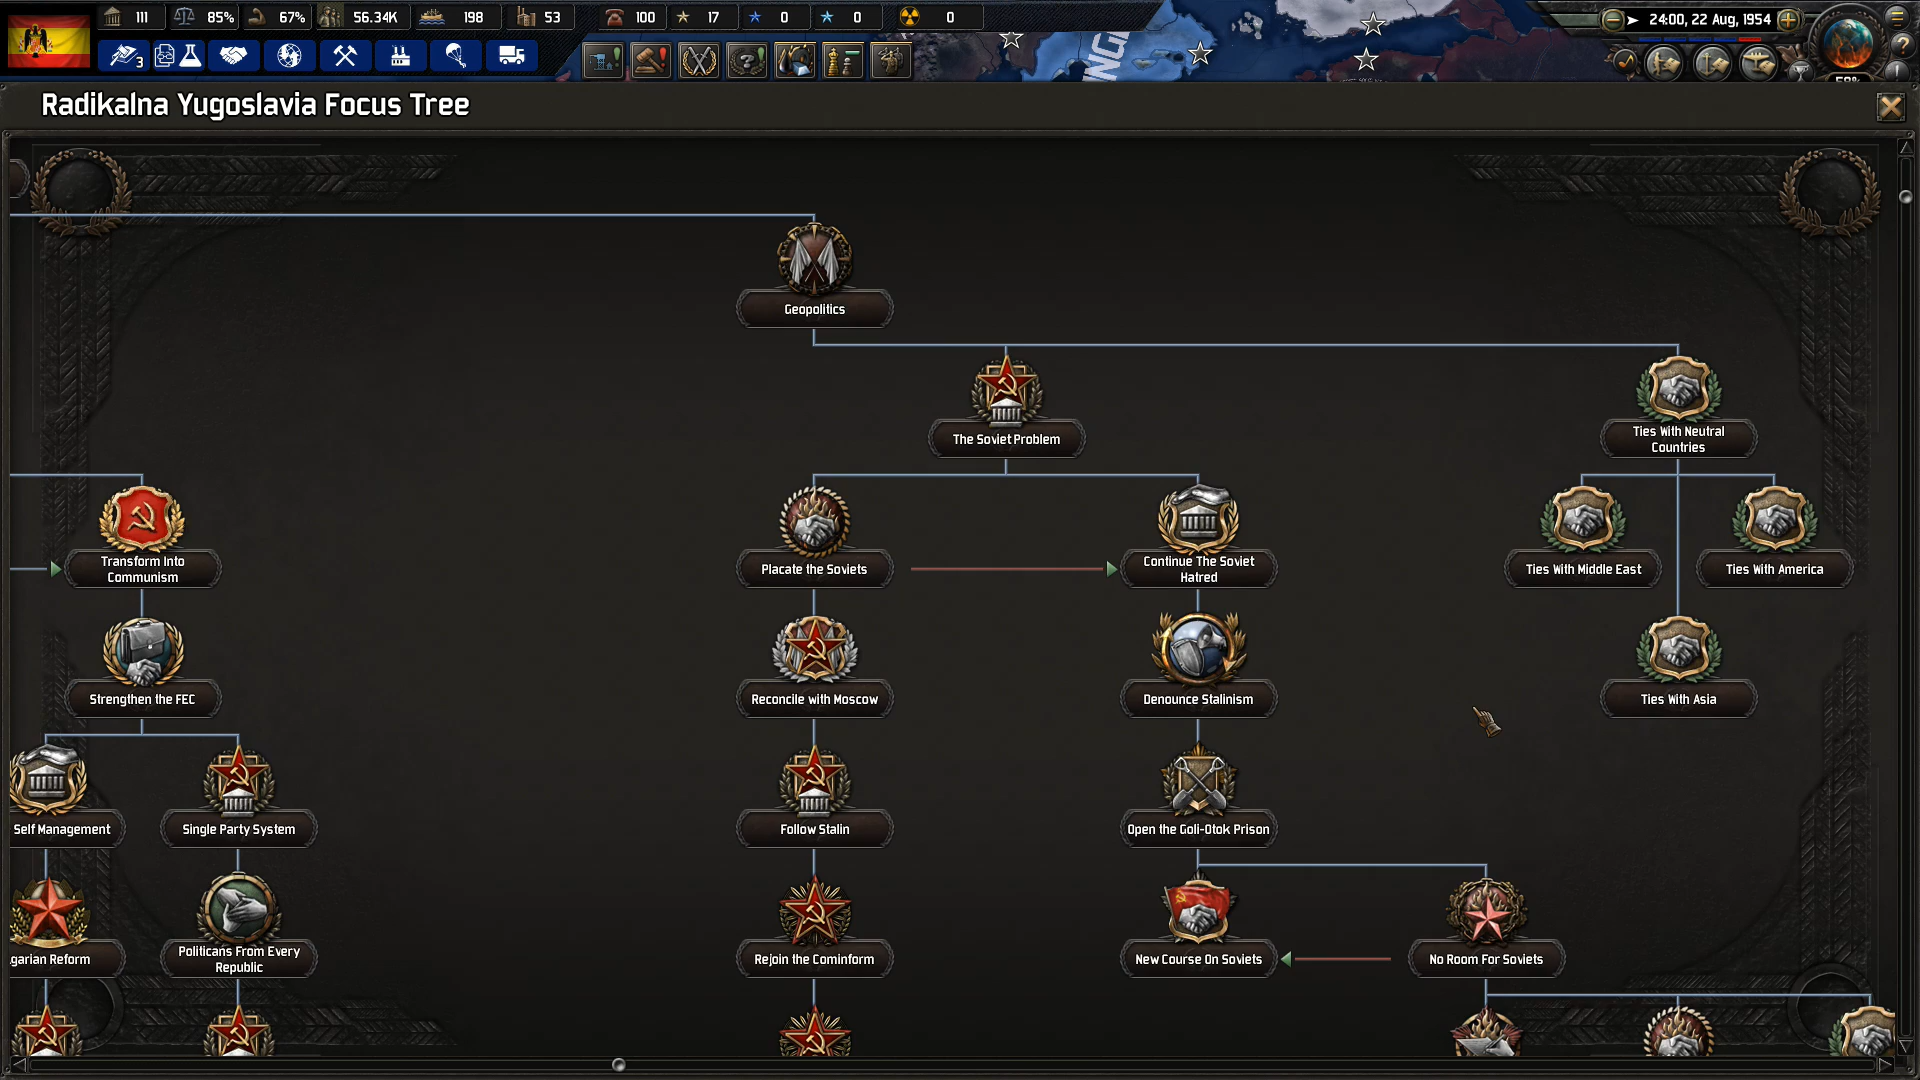 111 85% 67% 56.34K 198 53 100 17 0 0 0
24:00, 22 Aug, 1954
3
58%
Radikalna Yugoslavia Focus Tree
Geopolitics
The Soviet Problem
Ties With Neutral
Countries
Transform Into
Communism
Placate the Soviets
Continue The Soviet
Hatred
Ties With Middle East
Ties With America
Strengthen the FEC
Reconcile with Moscow
Denounce Stalinism
Ties With Asia
Self Management
Single Party System
Follow Stalin
Open the Goli-Otok Prison
garian Reform
Politicans From Every
Republic
Rejoin the Cominform
New Course On Soviets
No Room For Soviets